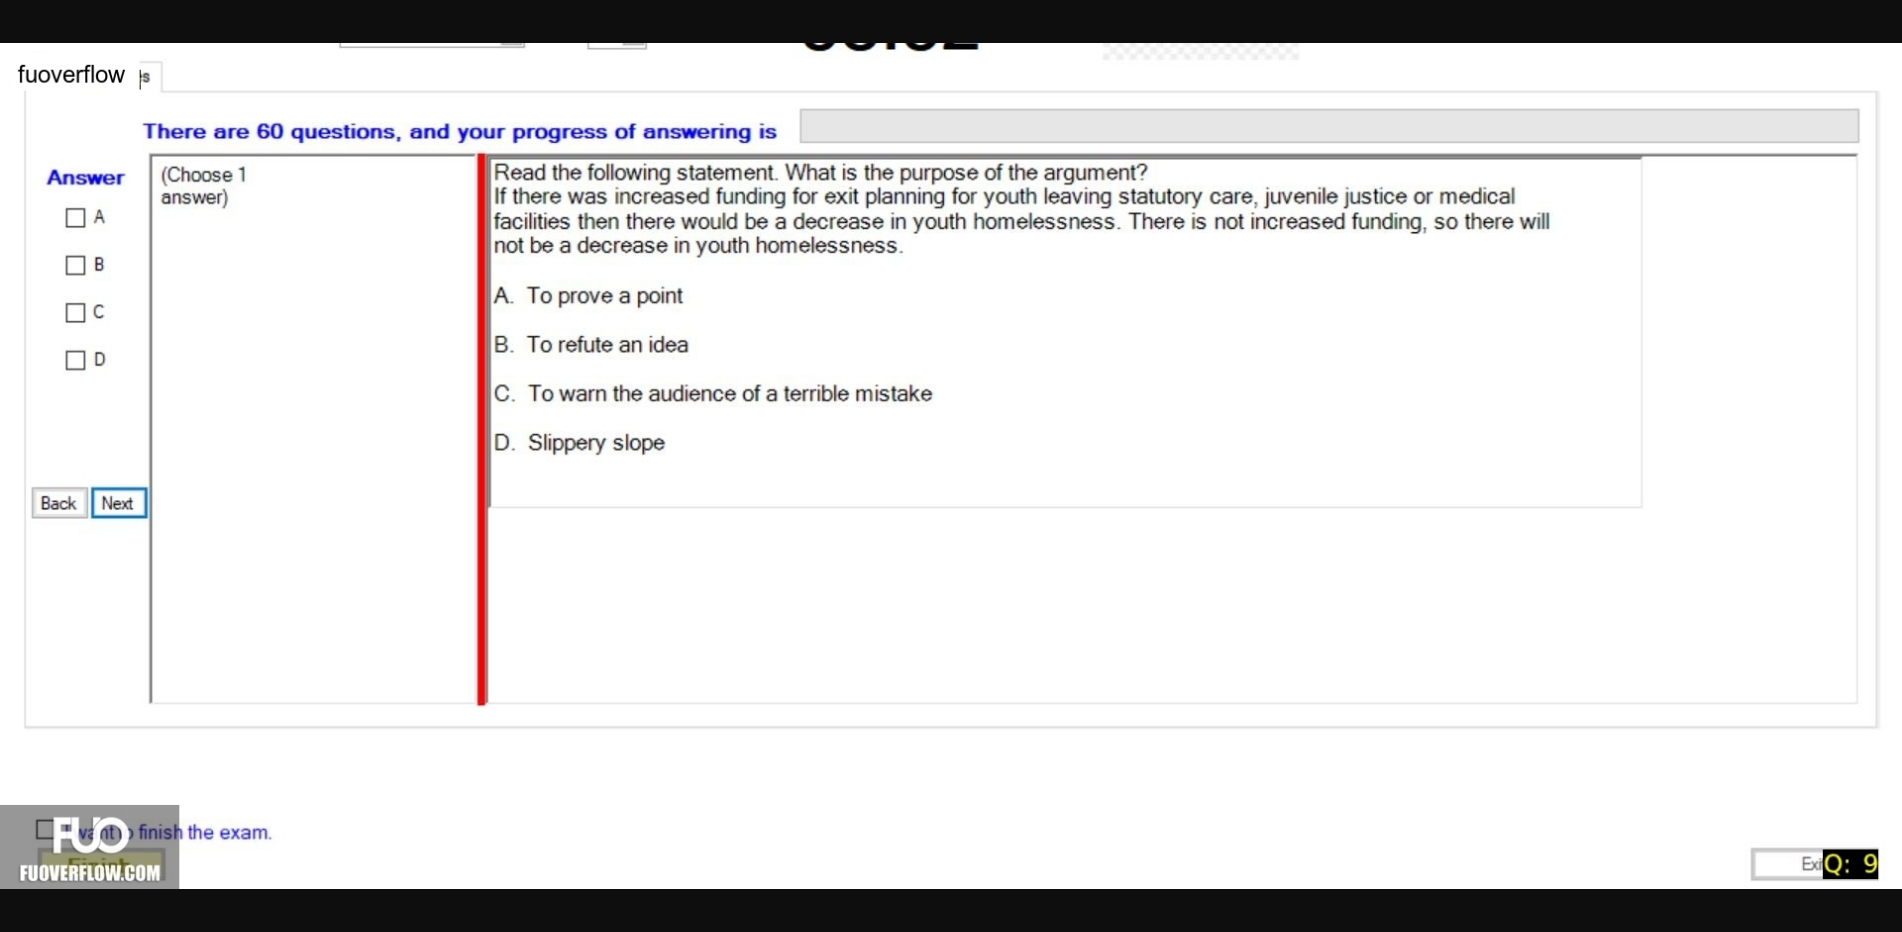 fuoverflow
There are 60 questions, and your progress of answering is
Answer
(Choose 1
answer)
A
B
C
D
Back Next
Read the following statement. What is the purpose of the argument?
If there was increased funding for exit planning for youth leaving statutory care, juvenile justice or medical
facilities then there would be a decrease in youth homelessness. There is not increased funding, so there will
not be a decrease in youth homelessness.
A. To prove a point
B. To refute an idea
C. To warn the audience of a terrible mistake
D. Slippery slope
I want to finish the exam.
FUO
Finish
FUOVERFLOW.COM
Q: 9